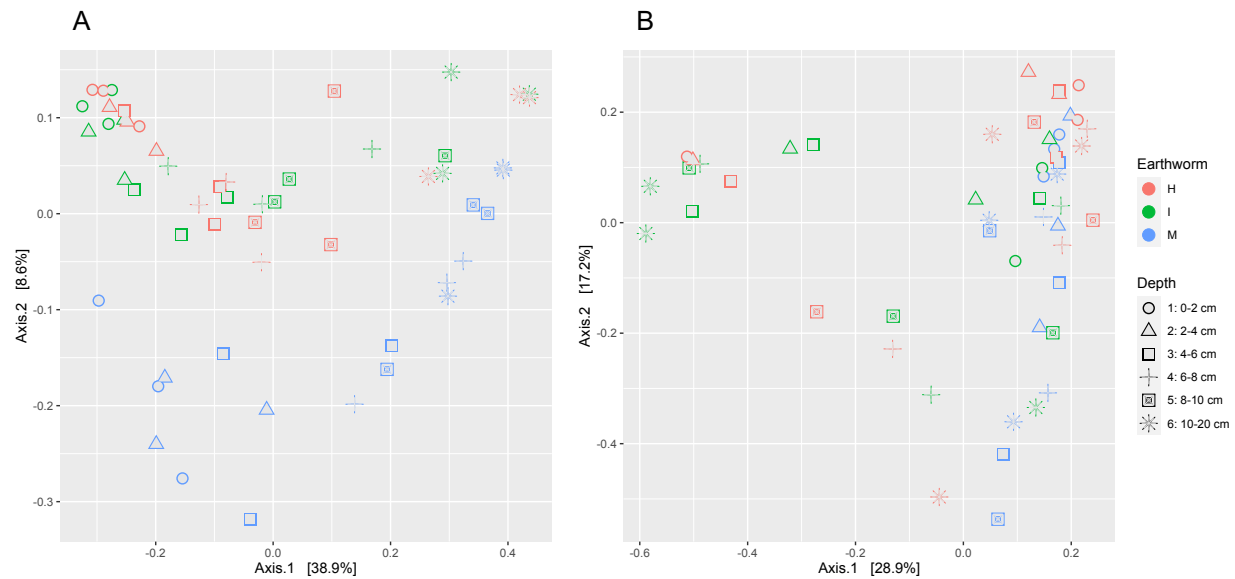 A
B
0.1
0.0
-0.1
-0.2
-0.3
Axis.2 [8.6%]
-0.2
0.0
0.2
0.4
Axis.1 [38.9%]
0.2
0.0
-0.2
-0.4
Axis.2 [17.2%]
-0.6
-0.4
-0.2
0.0
0.2
Axis.1 [28.9%]
Earthworm
H
I
M
Depth
1: 0-2 cm
2: 2-4 cm
3: 4-6 cm
4: 6-8 cm
5: 8-10 cm
6: 10-20 cm